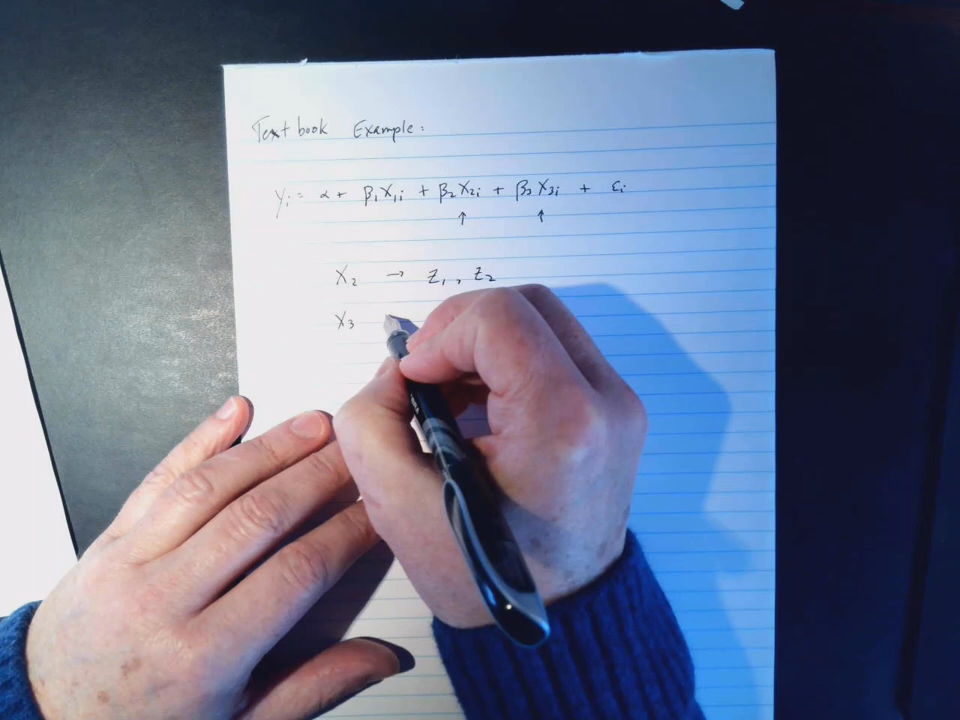 Textbook Example:
Yi = α + β₁X₁ᵢ + β₂X₂ᵢ + β₃X₃ᵢ + εᵢ
↑ ↑
X₂ → Z₁, Z₂
X₃